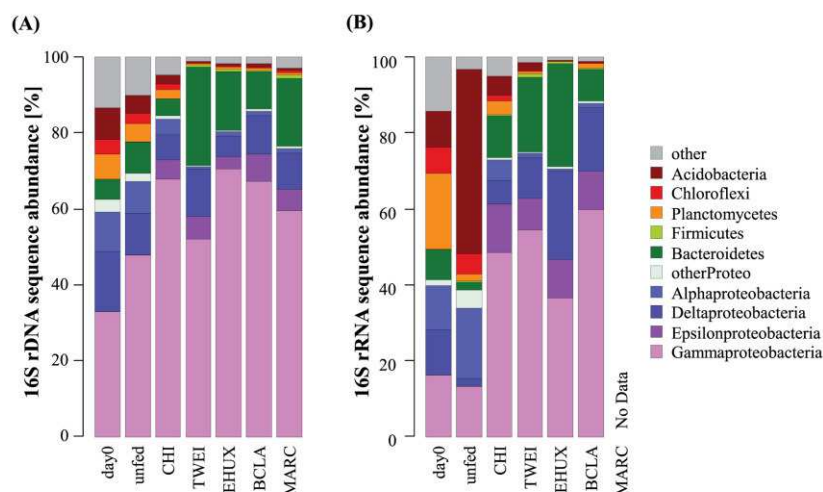 (A)
(B)
16S rDNA sequence abundance [%]
100
80
60
40
20
0
day0
unfed
CHI
TWEI
EHUX
BCLA
MARC
16S rRNA sequence abundance [%]
100
80
60
40
20
0
day0
unfed
CHI
TWEI
EHUX
BCLA
MARC
No Data
other
Acidobacteria
Chloroflexi
Planctomycetes
Firmicutes
Bacteroidetes
otherProteo
Alphaproteobacteria
Deltaproteobacteria
Epsilonproteobacteria
Gammaproteobacteria